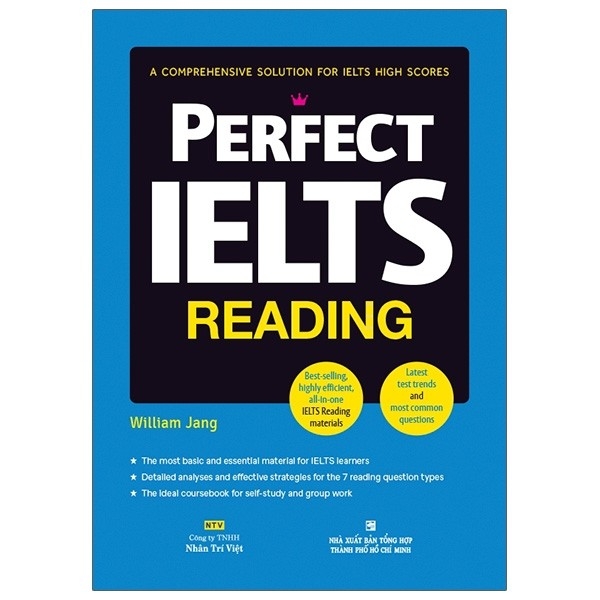 A COMPREHENSIVE SOLUTION FOR IELTS HIGH SCORES
PERFECT
IELTS
READING
Best-selling,
highly efficient,
all-in-one
IELTS Reading
materials
Latest
test trends
and
most common
questions
William Jang
★ The most basic and essential material for IELTS learners
★ Detailed analyses and effective strategies for the 7 reading question types
★ The ideal coursebook for self-study and group work
NTV
Công ty TNHH
Nhân Trí Việt
NHÀ XUẤT BẢN TỔNG HỢP
THÀNH PHỐ HỒ CHÍ MINH